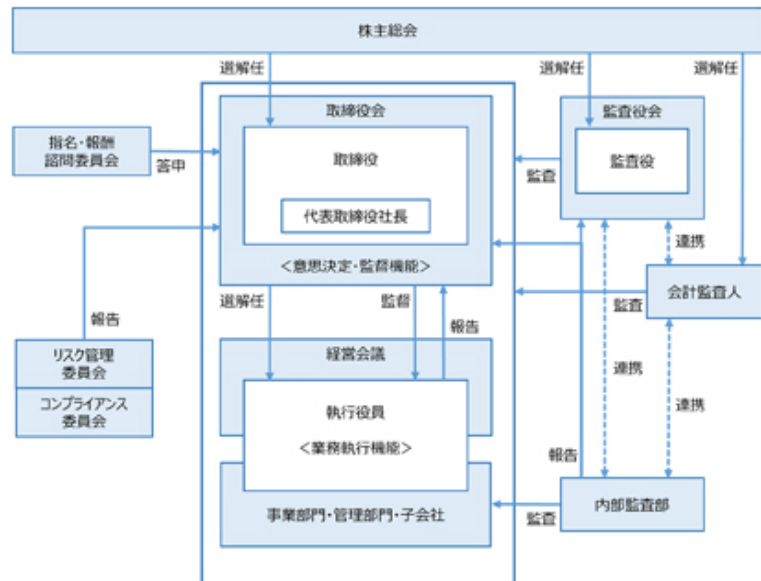 株主総会
選解任
選解任
選解任
取締役会
取締役
代表取締役社長
<意思決定・監督機能>
監査役会
監査役
指名・報酬
諮問委員会
答申
監査
連携
会計監査人
監査
報告
リスク管理
委員会
コンプライアンス
委員会
選解任
監督
報告
経営会議
執行役員
<業務執行機能>
事業部門・管理部門・子会社
連携
連携
報告
監査
内部監査部